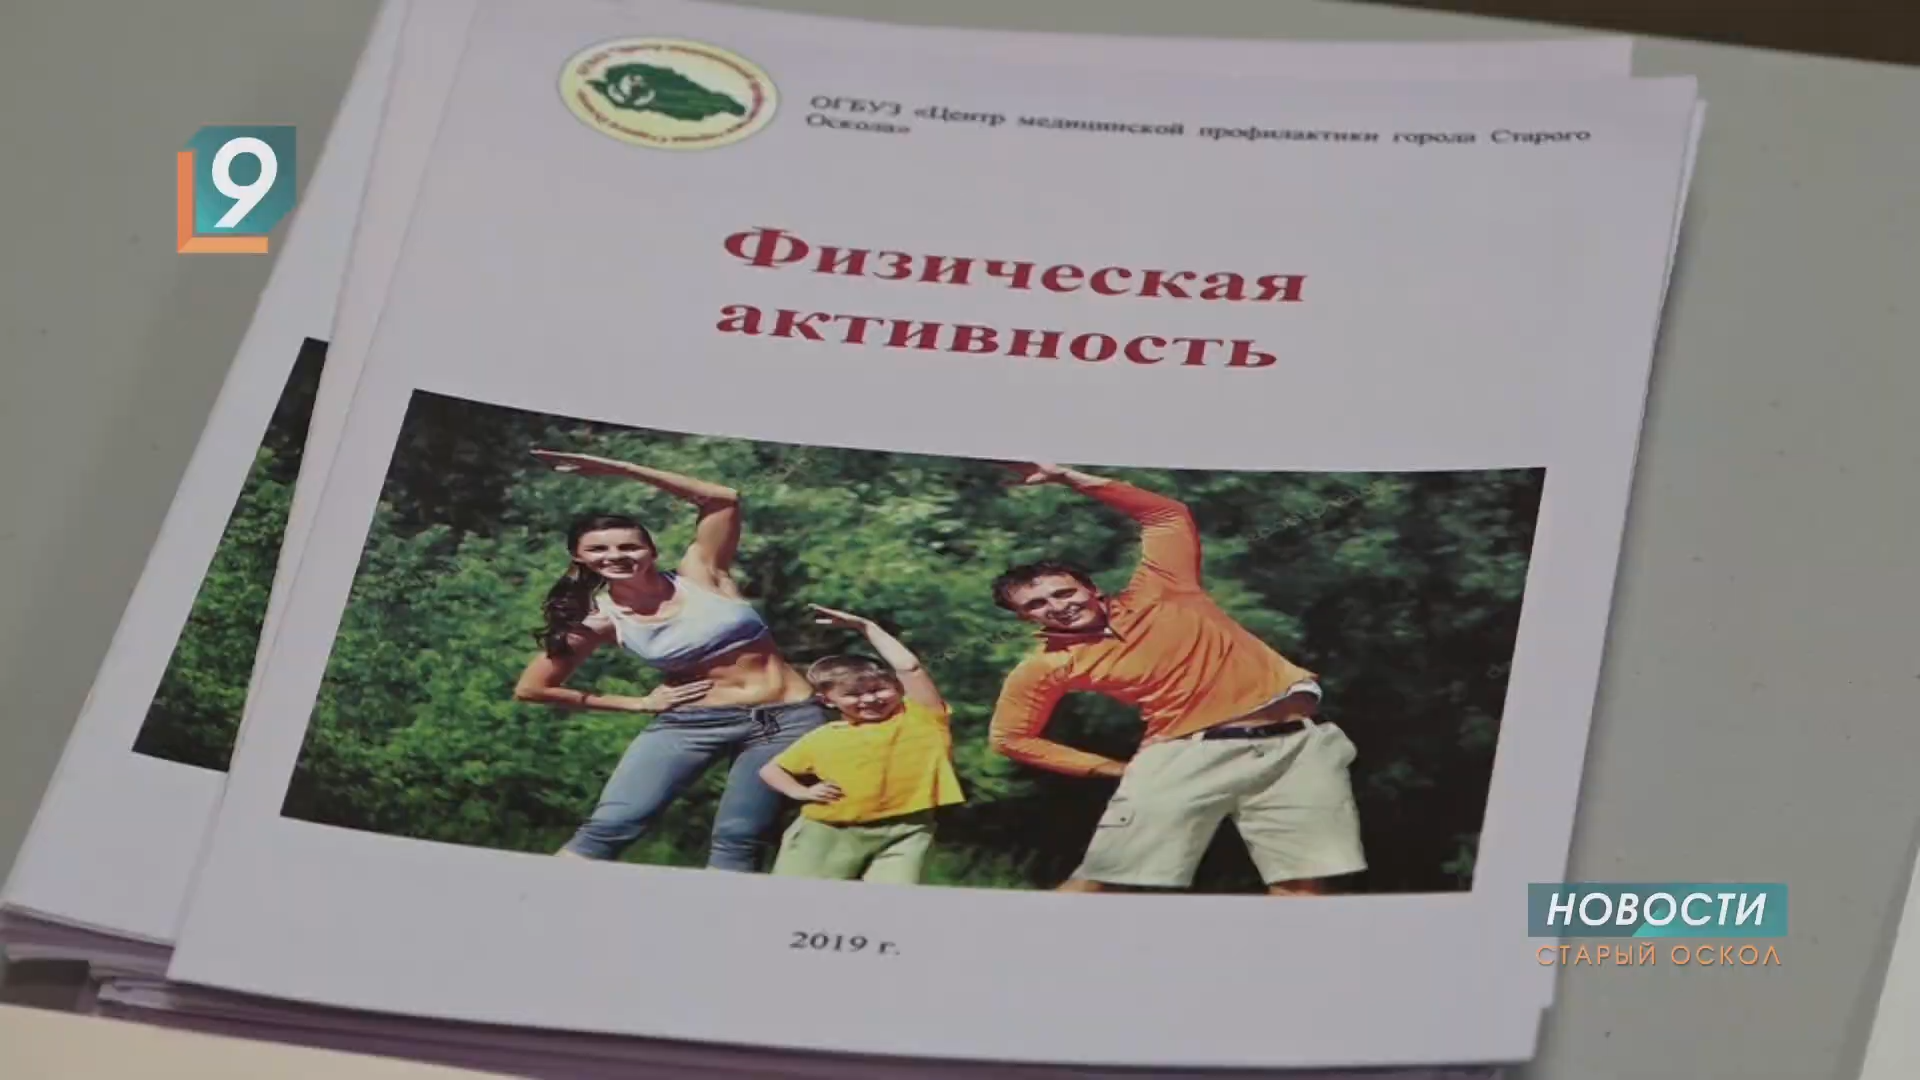 9
ОГБУЗ «Центр медицинской профилактики города Старого
Оскола»
Физическая
активность
2019 г.
НОВОСТИ
СТАРЫЙ ОСКОЛ